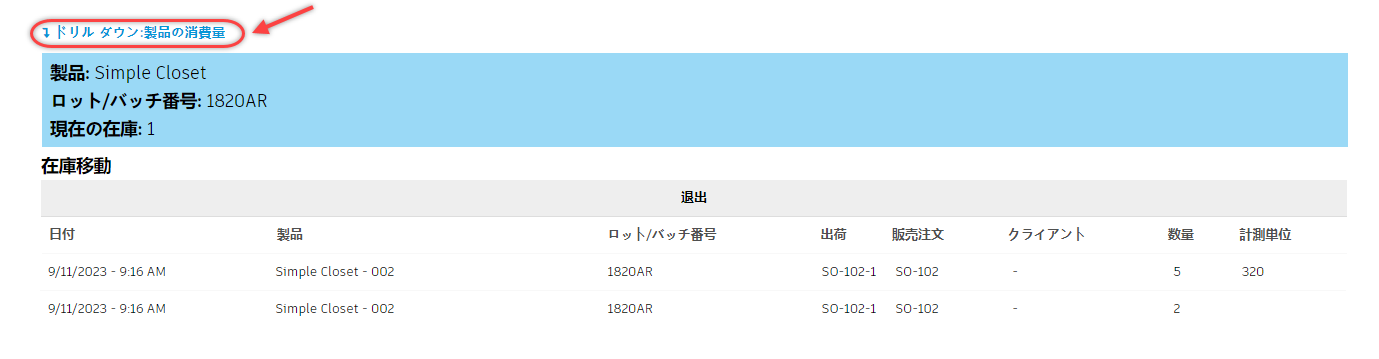 ↴ ドリル ダウン:製品の消費量
製品: Simple Closet
ロット/バッチ番号: 1820AR
現在の在庫: 1
在庫移動
退出
日付 製品 ロット/バッチ番号 出荷 販売注文 クライアント 数量 計測単位
9/11/2023 - 9:16 AM Simple Closet - 002 1820AR SO-102-1 SO-102 - 5 320
9/11/2023 - 9:16 AM Simple Closet - 002 1820AR SO-102-1 SO-102 - 2